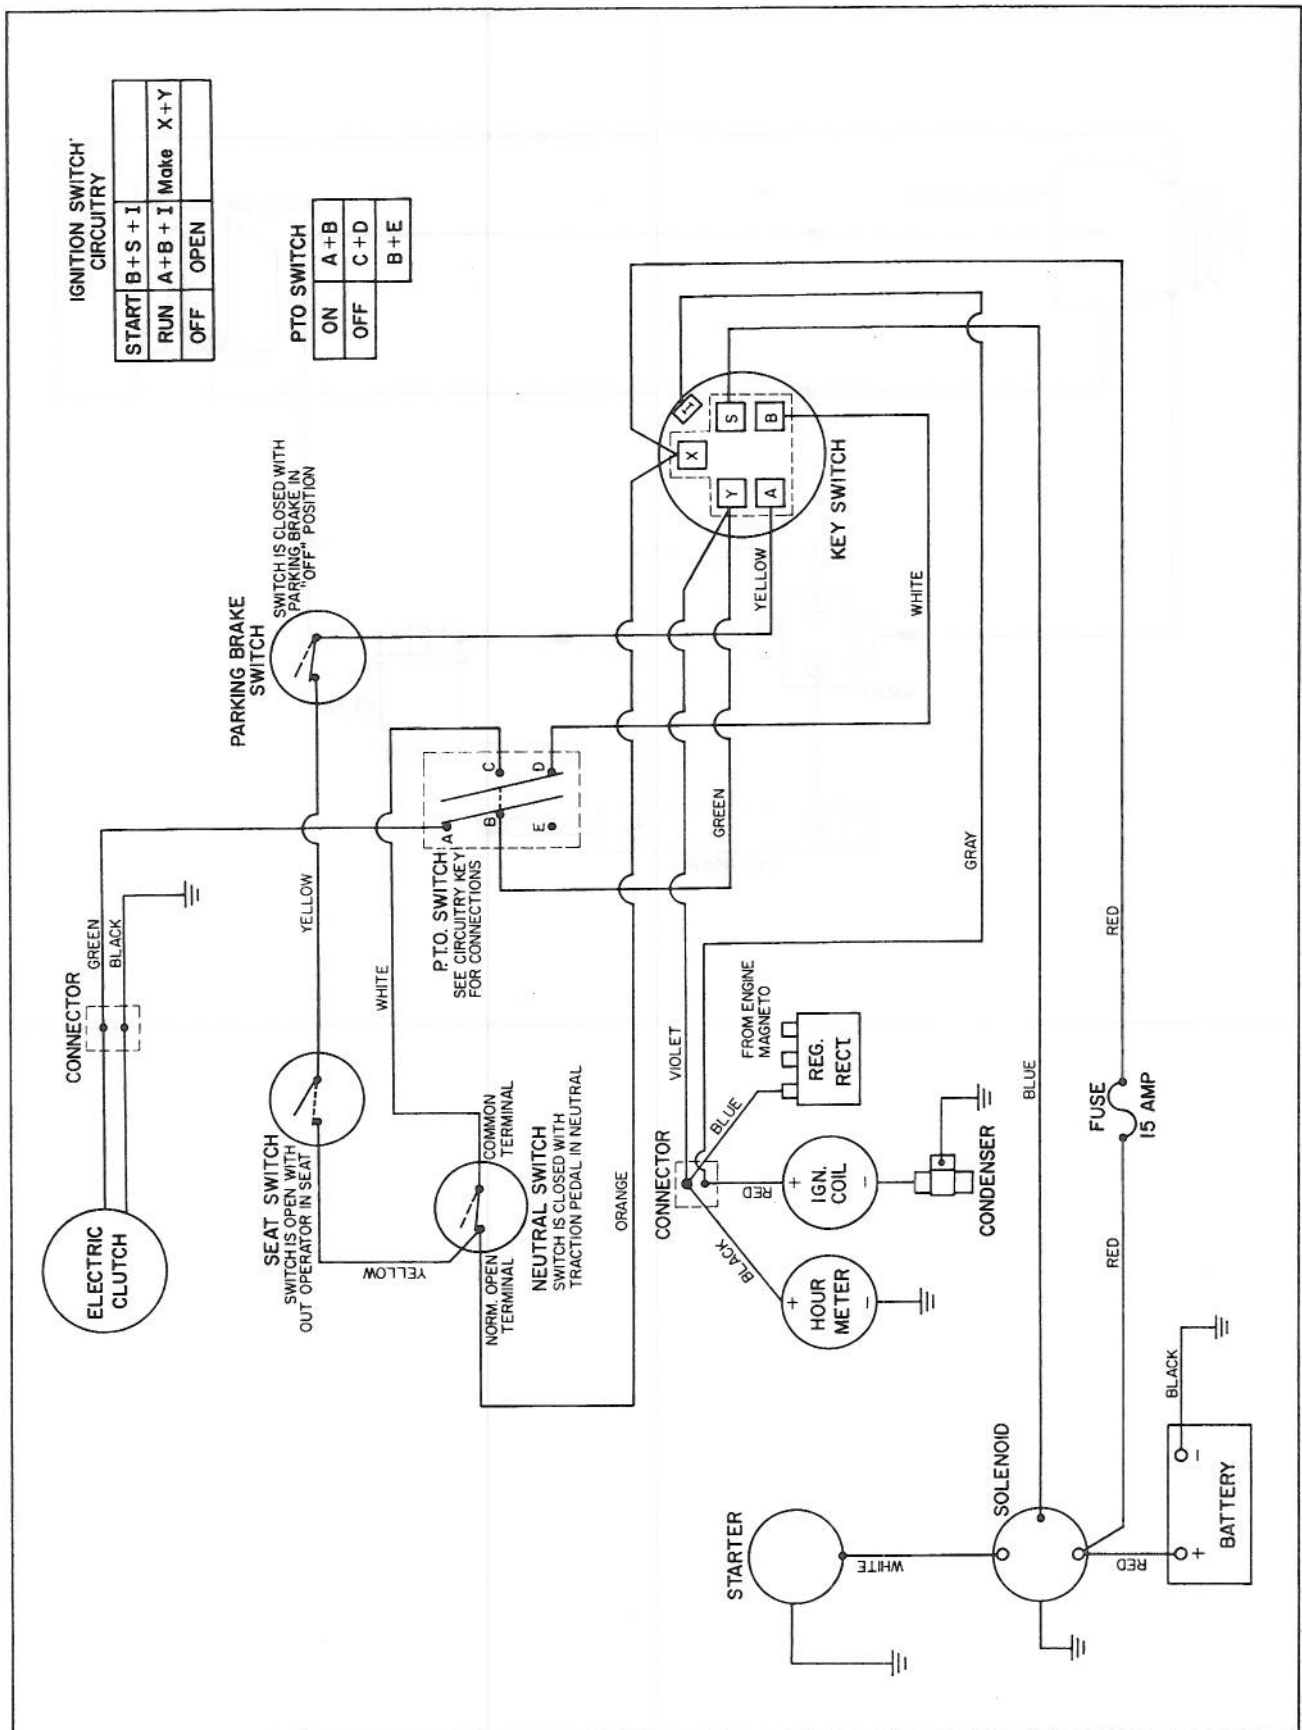 IGNITION SWITCH
CIRCUITRY
START B+S+I
RUN A+B+I Make X+Y
OFF OPEN
PTO SWITCH
ON A+B
OFF C+D
B+E
ELECTRIC
CLUTCH
CONNECTOR
GREEN
BLACK
PARKING BRAKE
SWITCH
SWITCH IS CLOSED WITH
PARKING BRAKE IN
"OFF" POSITION
SEAT SWITCH
SWITCH IS OPEN WITH
OUT OPERATOR IN SEAT
YELLOW
YELLOW
WHITE
NORM. OPEN
TERMINAL
COMMON
TERMINAL
NEUTRAL SWITCH
SWITCH IS CLOSED WITH
TRACTION PEDAL IN NEUTRAL
P.T.O. SWITCH
SEE CIRCUITRY KEY
FOR CONNECTIONS
A
B
C
D
E
ORANGE
GREEN
VIOLET
YELLOW
X
I
Y
S
A
B
KEY SWITCH
WHITE
GRAY
CONNECTOR
BLACK
RED
BLUE
FROM ENGINE
MAGNETO
REG.
RECT.
+ IGN. COIL -
+ HOUR METER -
CONDENSER
BLUE
STARTER
WHITE
SOLENOID
RED
RED
FUSE
15 AMP
RED
BLACK
+ -
BATTERY